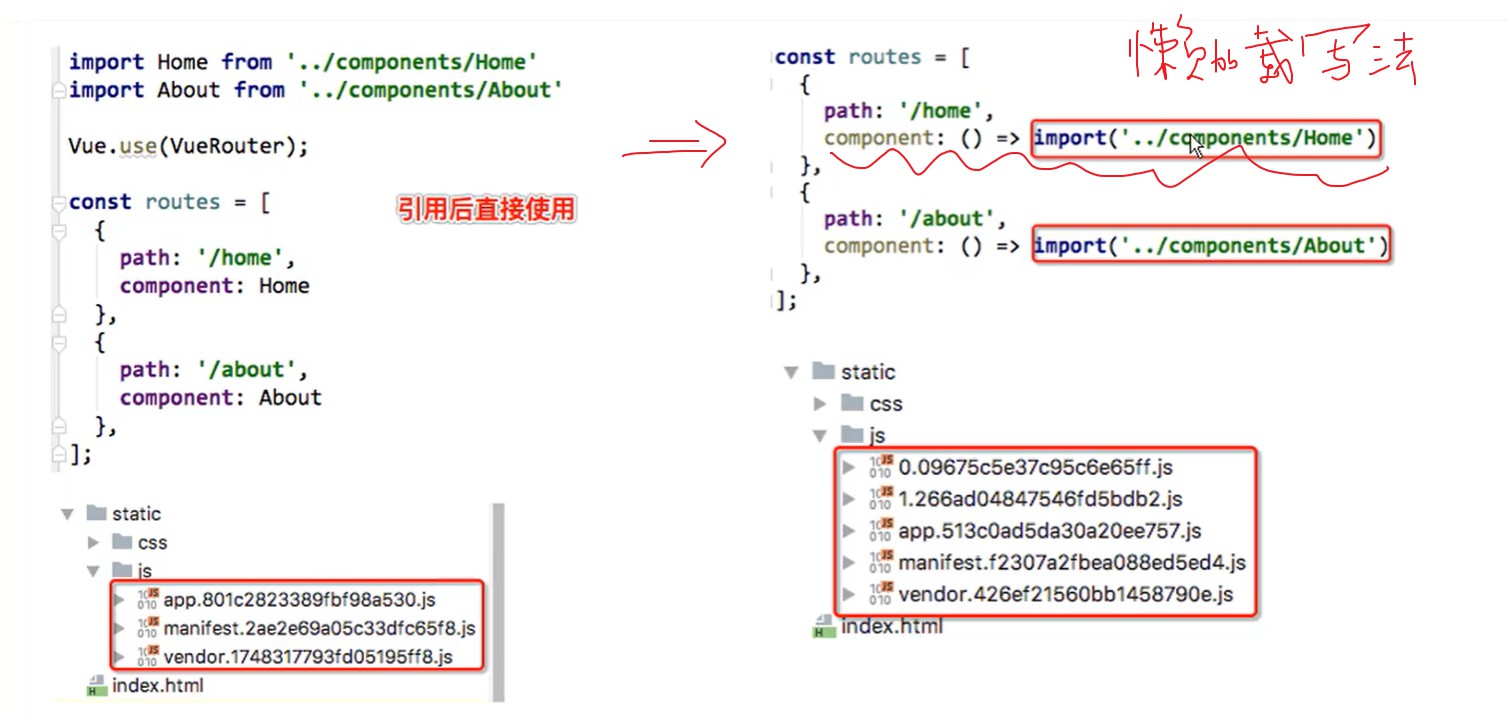 import Home from '../components/Home'
import About from '../components/About'
Vue.use(VueRouter);
const routes = [
{
path: '/home',
component: Home
},
{
path: '/about',
component: About
},
];
引用后直接使用
static
css
js
app.801c2823389fbf98a530.js
manifest.2ae2e69a05c33dfc65f8.js
vendor.1748317793fd05195ff8.js
index.html
懒加载写法
const routes = [
{
path: '/home',
component: () => import('../components/Home')
},
{
path: '/about',
component: () => import('../components/About')
},
];
static
css
js
0.09675c5e37c95c6e65ff.js
1.266ad04847546fd5bdb2.js
app.513c0ad5da30a20ee757.js
manifest.f2307a2fbea088ed5ed4.js
vendor.426ef21560bb1458790e.js
index.html